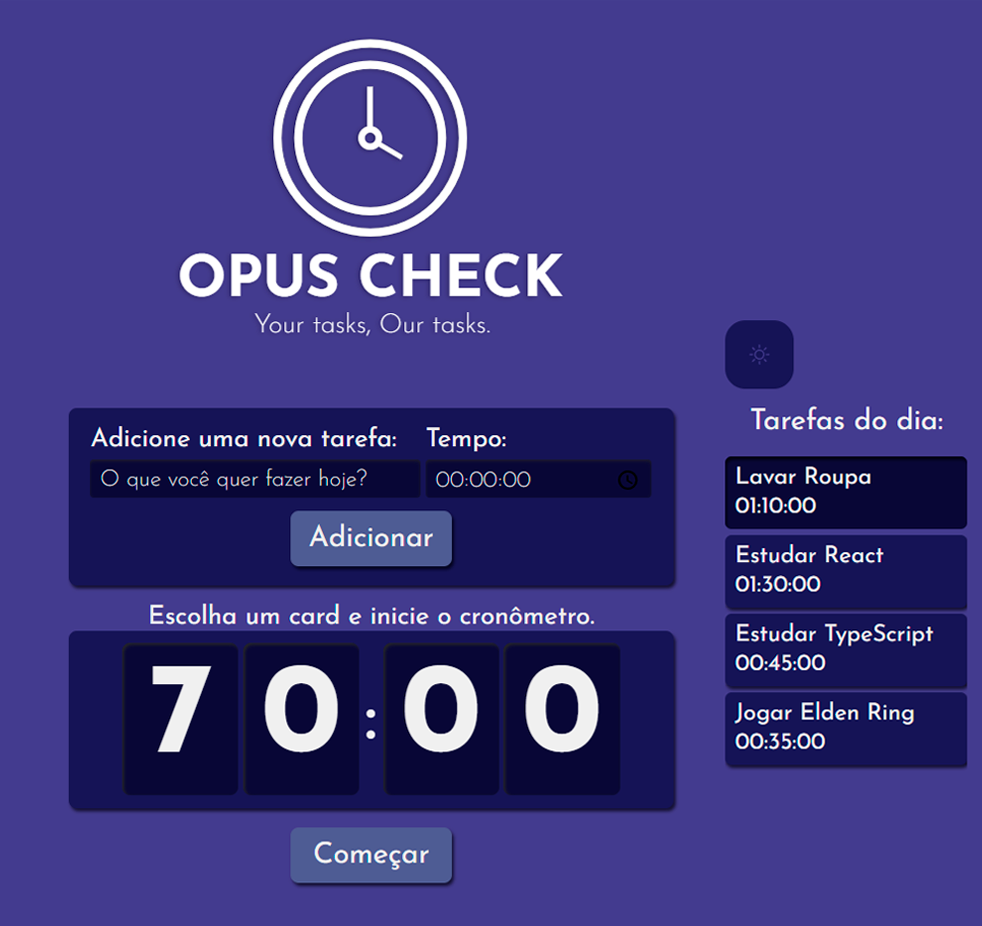 OPUS CHECK
Your tasks, Our tasks.
Adicione uma nova tarefa: Tempo:
O que você quer fazer hoje? 00:00:00
Adicionar
Escolha um card e inicie o cronômetro.
70:00
Começar
Tarefas do dia:
Lavar Roupa
01:10:00
Estudar React
01:30:00
Estudar TypeScript
00:45:00
Jogar Elden Ring
00:35:00